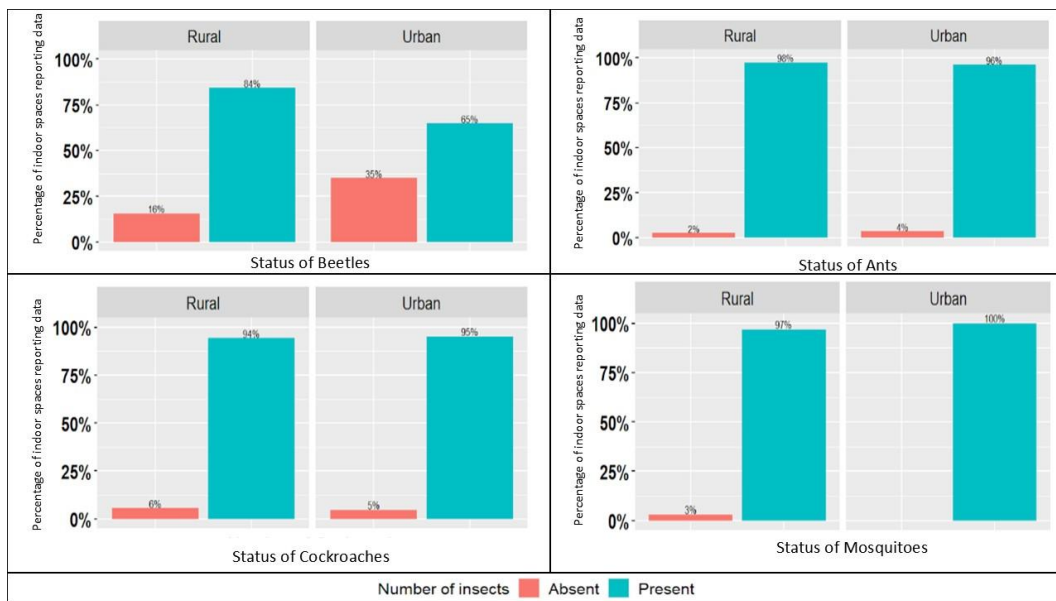 Percentage of indoor spaces reporting data
Rural
Urban
100%
75%
50%
25%
0%
16%
84%
35%
65%
Status of Beetles
Percentage of indoor spaces reporting data
Rural
Urban
100%
75%
50%
25%
0%
2%
98%
4%
96%
Status of Ants
Percentage of indoor spaces reporting data
Rural
Urban
100%
75%
50%
25%
0%
6%
94%
5%
95%
Status of Cockroaches
Percentage of indoor spaces reporting data
Rural
Urban
100%
75%
50%
25%
0%
3%
97%
100%
Status of Mosquitoes
Number of insects Absent Present